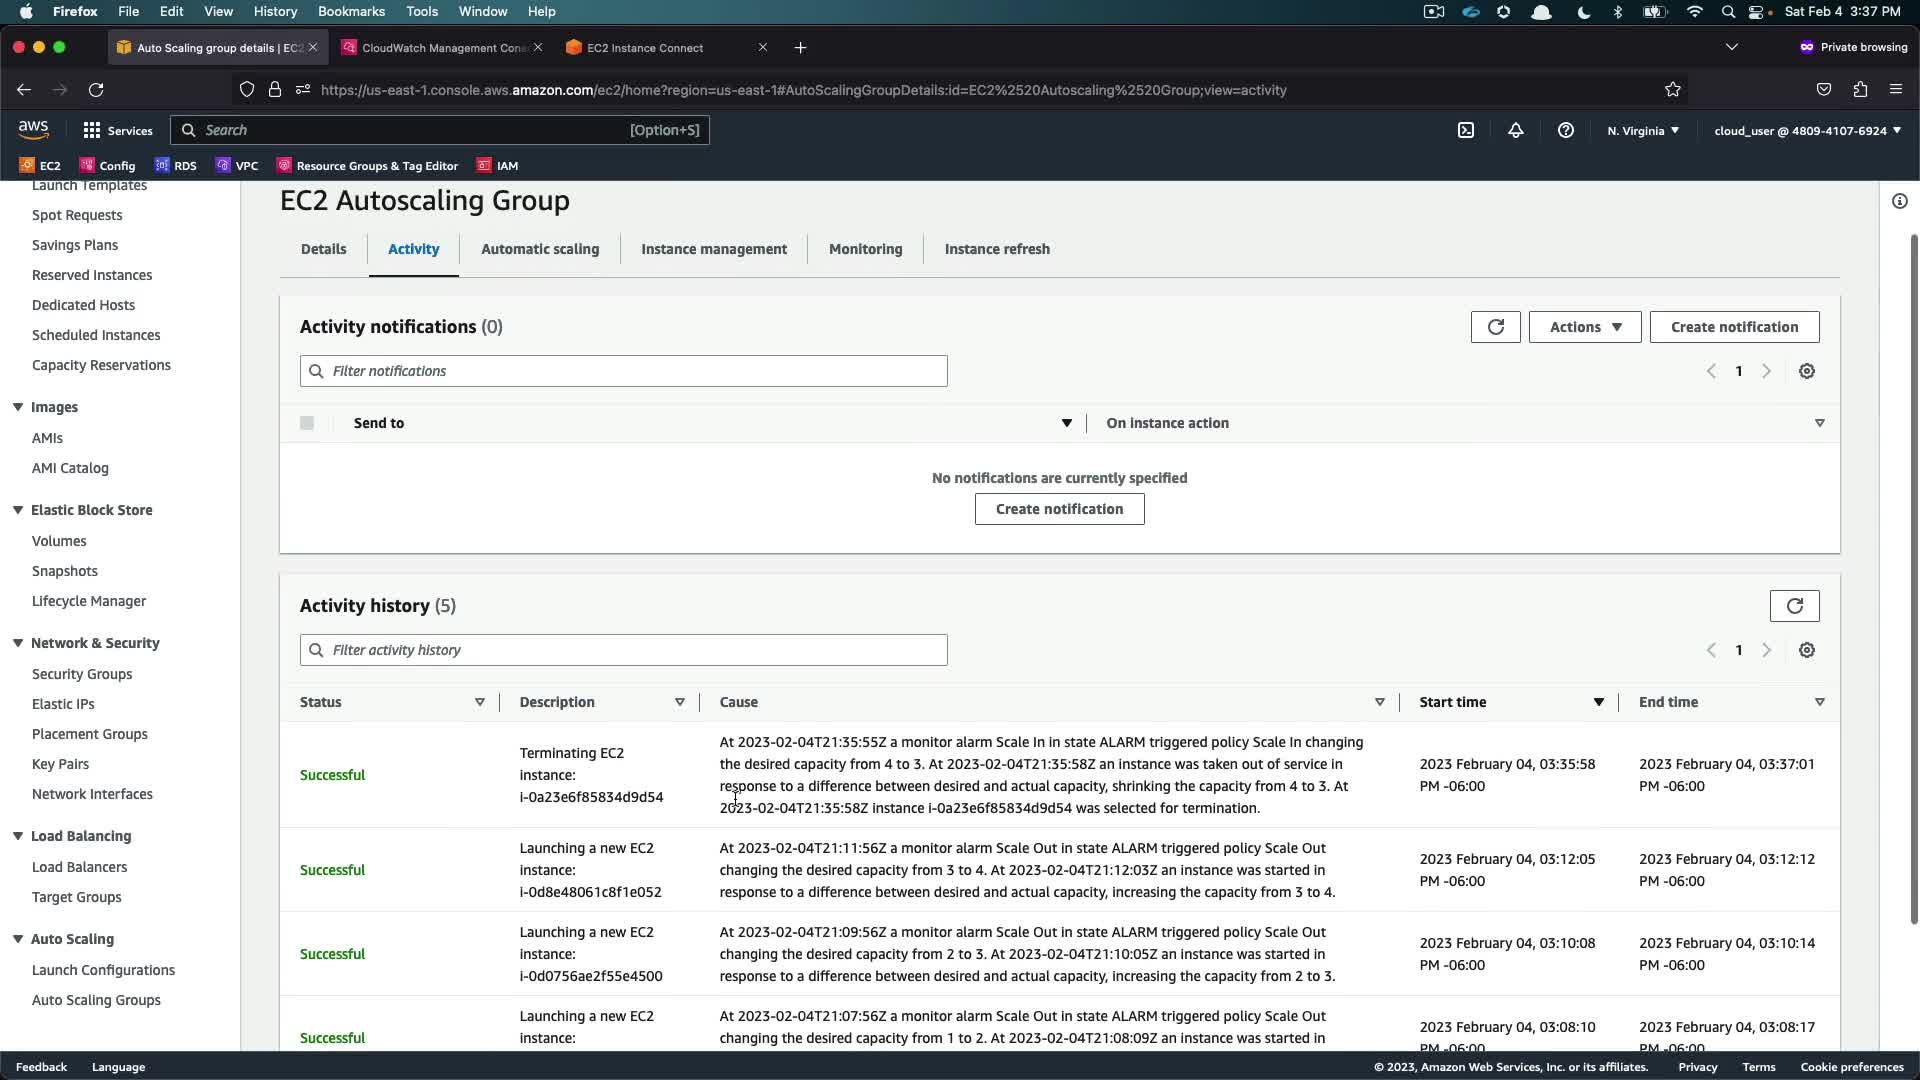 Firefox File Edit View History Bookmarks Tools Window Help
Sat Feb 4 3:37 PM
Auto Scaling group details | EC2
CloudWatch Management Con
EC2 Instance Connect
Private browsing
https://us-east-1.console.aws.amazon.com/ec2/home?region=us-east-1#AutoScalingGroupDetails:id=EC2%2520Autoscaling%2520Group;view=activity
aws
Services
Search
[Option+S]
N. Virginia
cloud_user @ 4809-4107-6924
EC2 Config RDS VPC Resource Groups & Tag Editor IAM
Launch Templates
Spot Requests
Savings Plans
Reserved Instances
Dedicated Hosts
Scheduled Instances
Capacity Reservations
Images
AMIs
AMI Catalog
Elastic Block Store
Volumes
Snapshots
Lifecycle Manager
Network & Security
Security Groups
Elastic IPs
Placement Groups
Key Pairs
Network Interfaces
Load Balancing
Load Balancers
Target Groups
Auto Scaling
Launch Configurations
Auto Scaling Groups
EC2 Autoscaling Group
Details Activity Automatic scaling Instance management Monitoring Instance refresh
Activity notifications (0)
Actions
Create notification
Filter notifications
1
Send to
On instance action
No notifications are currently specified
Create notification
Activity history (5)
Filter activity history
1
Status Description Cause Start time End time
Successful
Terminating EC2
instance:
i-0a23e6f85834d9d54
At 2023-02-04T21:35:55Z a monitor alarm Scale In in state ALARM triggered policy Scale In changing
the desired capacity from 4 to 3. At 2023-02-04T21:35:58Z an instance was taken out of service in
response to a difference between desired and actual capacity, shrinking the capacity from 4 to 3. At
2023-02-04T21:35:58Z instance i-0a23e6f85834d9d54 was selected for termination.
2023 February 04, 03:35:58
PM -06:00
2023 February 04, 03:37:01
PM -06:00
Successful
Launching a new EC2
instance:
i-0d8e48061c8f1e052
At 2023-02-04T21:11:56Z a monitor alarm Scale Out in state ALARM triggered policy Scale Out
changing the desired capacity from 3 to 4. At 2023-02-04T21:12:03Z an instance was started in
response to a difference between desired and actual capacity, increasing the capacity from 3 to 4.
2023 February 04, 03:12:05
PM -06:00
2023 February 04, 03:12:12
PM -06:00
Successful
Launching a new EC2
instance:
i-0d0756ae2f55e4500
At 2023-02-04T21:09:56Z a monitor alarm Scale Out in state ALARM triggered policy Scale Out
changing the desired capacity from 2 to 3. At 2023-02-04T21:10:05Z an instance was started in
response to a difference between desired and actual capacity, increasing the capacity from 2 to 3.
2023 February 04, 03:10:08
PM -06:00
2023 February 04, 03:10:14
PM -06:00
Successful
Launching a new EC2
instance:
At 2023-02-04T21:07:56Z a monitor alarm Scale Out in state ALARM triggered policy Scale Out
changing the desired capacity from 1 to 2. At 2023-02-04T21:08:09Z an instance was started in
2023 February 04, 03:08:10
PM -06:00
2023 February 04, 03:08:17
PM -06:00
Feedback Language
© 2023, Amazon Web Services, Inc. or its affiliates. Privacy Terms Cookie preferences